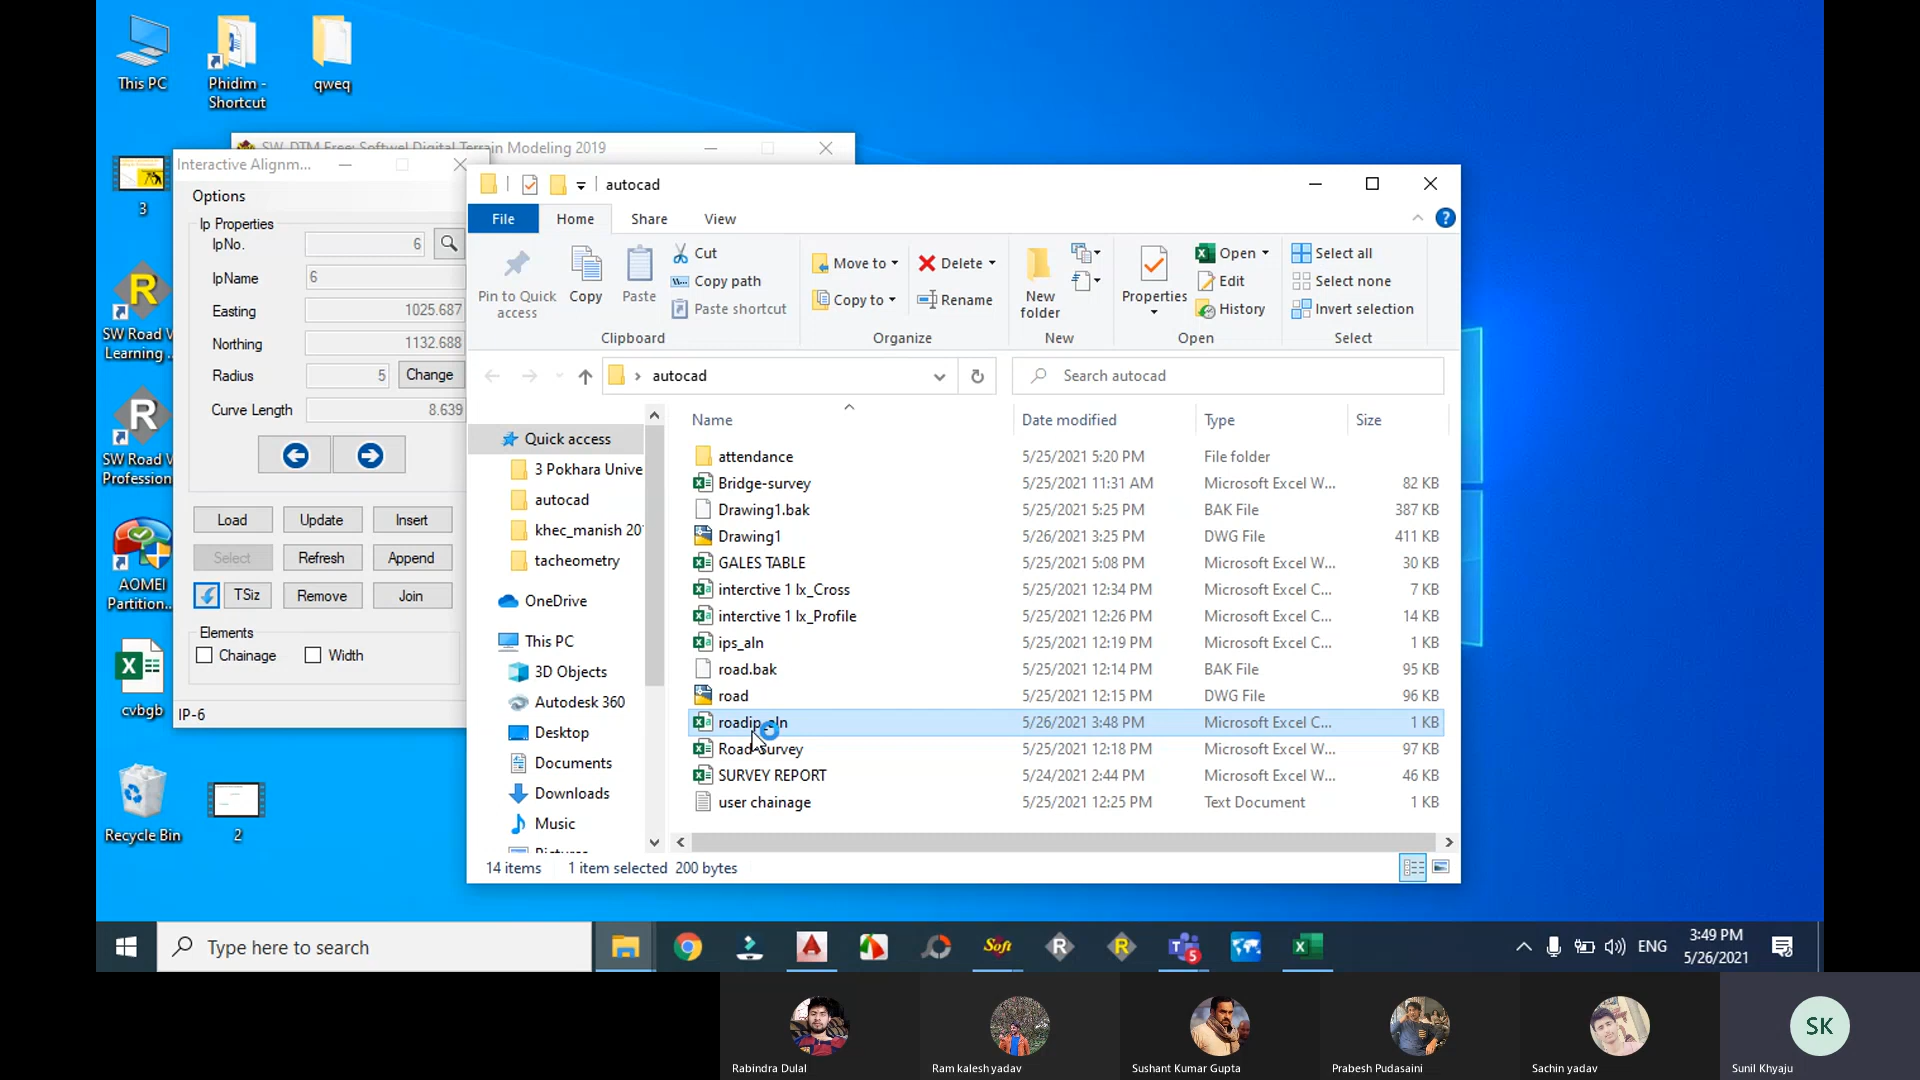 This PC
Phidim -
Shortcut
qweq
3
SW Road W
Learning ...
SW Road W
Profession...
AOMEI
Partition...
cvbgb
Recycle Bin
2
SW_DTM Free: Softwel Digital Terrain Modeling 2019
Interactive Alignm...
Options
Ip Properties
IpNo. 6
IpName 6
Easting 1025.687
Northing 1132.688
Radius 5 Change
Curve Length 8.639
Load Update Insert
Select Refresh Append
TSiz Remove Join
Elements
Chainage Width
IP-6
autocad
File Home Share View
Pin to Quick
access
Copy
Paste
Cut
Copy path
Paste shortcut
Clipboard
Move to
Copy to
Delete
Rename
Organize
New
folder
New
Properties
Open
Edit
History
Open
Select all
Select none
Invert selection
Select
autocad
Search autocad
Quick access
3 Pokhara Unive
autocad
khec_manish 20
tacheometry
OneDrive
This PC
3D Objects
Autodesk 360
Desktop
Documents
Downloads
Music
Name Date modified Type Size
attendance 5/25/2021 5:20 PM File folder
Bridge-survey 5/25/2021 11:31 AM Microsoft Excel W... 82 KB
Drawing1.bak 5/25/2021 5:25 PM BAK File 387 KB
Drawing1 5/26/2021 3:25 PM DWG File 411 KB
GALES TABLE 5/25/2021 5:08 PM Microsoft Excel W... 30 KB
interctive 1 lx_Cross 5/25/2021 12:34 PM Microsoft Excel C... 7 KB
interctive 1 lx_Profile 5/25/2021 12:26 PM Microsoft Excel C... 14 KB
ips_aln 5/25/2021 12:19 PM Microsoft Excel C... 1 KB
road.bak 5/25/2021 12:14 PM BAK File 95 KB
road 5/25/2021 12:15 PM DWG File 96 KB
roadip_aln 5/26/2021 3:48 PM Microsoft Excel C... 1 KB
Road-survey 5/25/2021 12:18 PM Microsoft Excel W... 97 KB
SURVEY REPORT 5/24/2021 2:44 PM Microsoft Excel W... 46 KB
user chainage 5/25/2021 12:25 PM Text Document 1 KB
14 items 1 item selected 200 bytes
Type here to search
Soft
5
ENG
3:49 PM
5/26/2021
SK
Rabindra Dulal
Ram kalesh yadav
Sushant Kumar Gupta
Prabesh Pudasaini
Sachin yadav
Sunil Khyaju